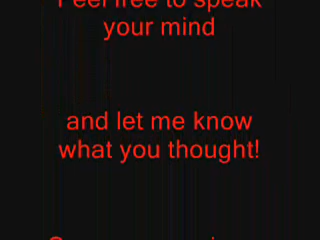 Feel free to speak
your mind
and let me know
what you thought!